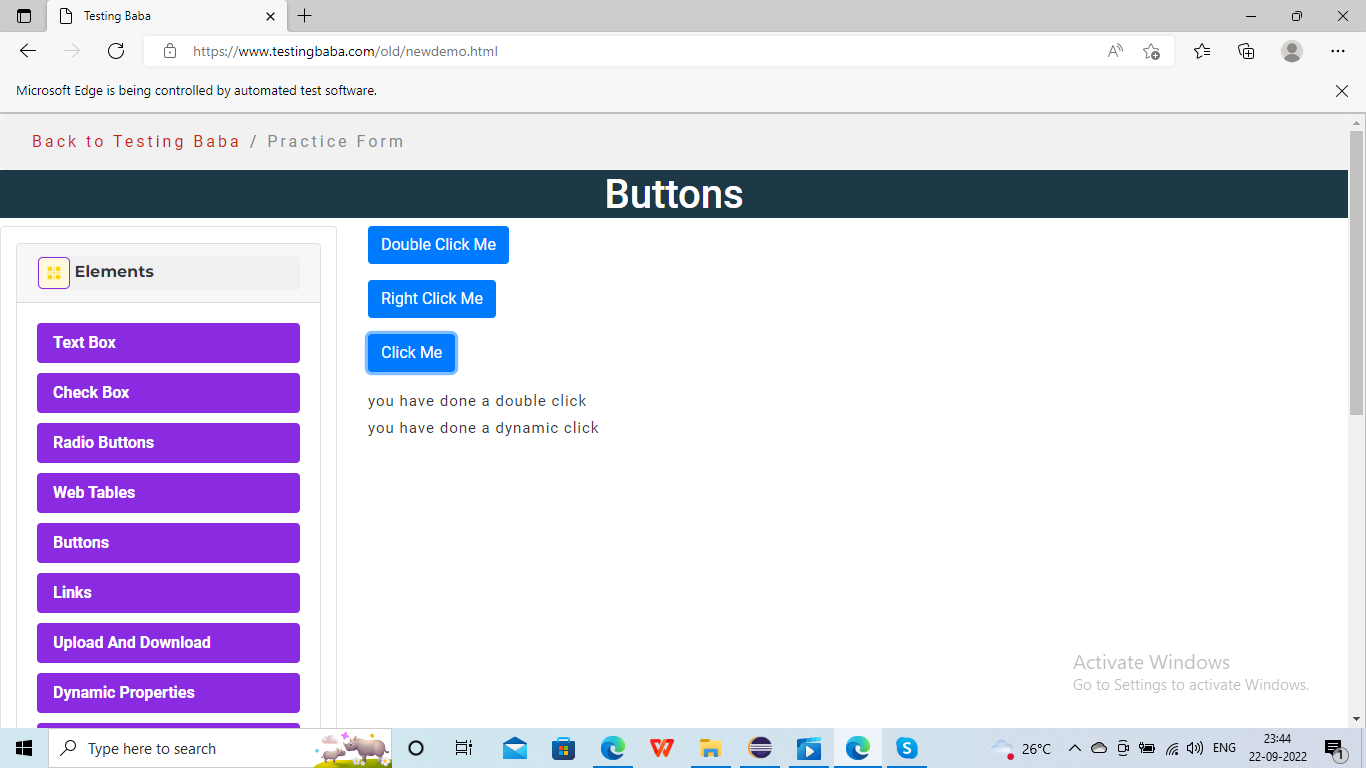 Testing Baba
https://www.testingbaba.com/old/newdemo.html
Microsoft Edge is being controlled by automated test software.
Back to Testing Baba / Practice Form
Buttons
Elements
Text Box
Check Box
Radio Buttons
Web Tables
Buttons
Links
Upload And Download
Dynamic Properties
Double Click Me
Right Click Me
Click Me
you have done a double click
you have done a dynamic click
Activate Windows
Go to Settings to activate Windows.
Type here to search
26°C
ENG
23:44
22-09-2022
1